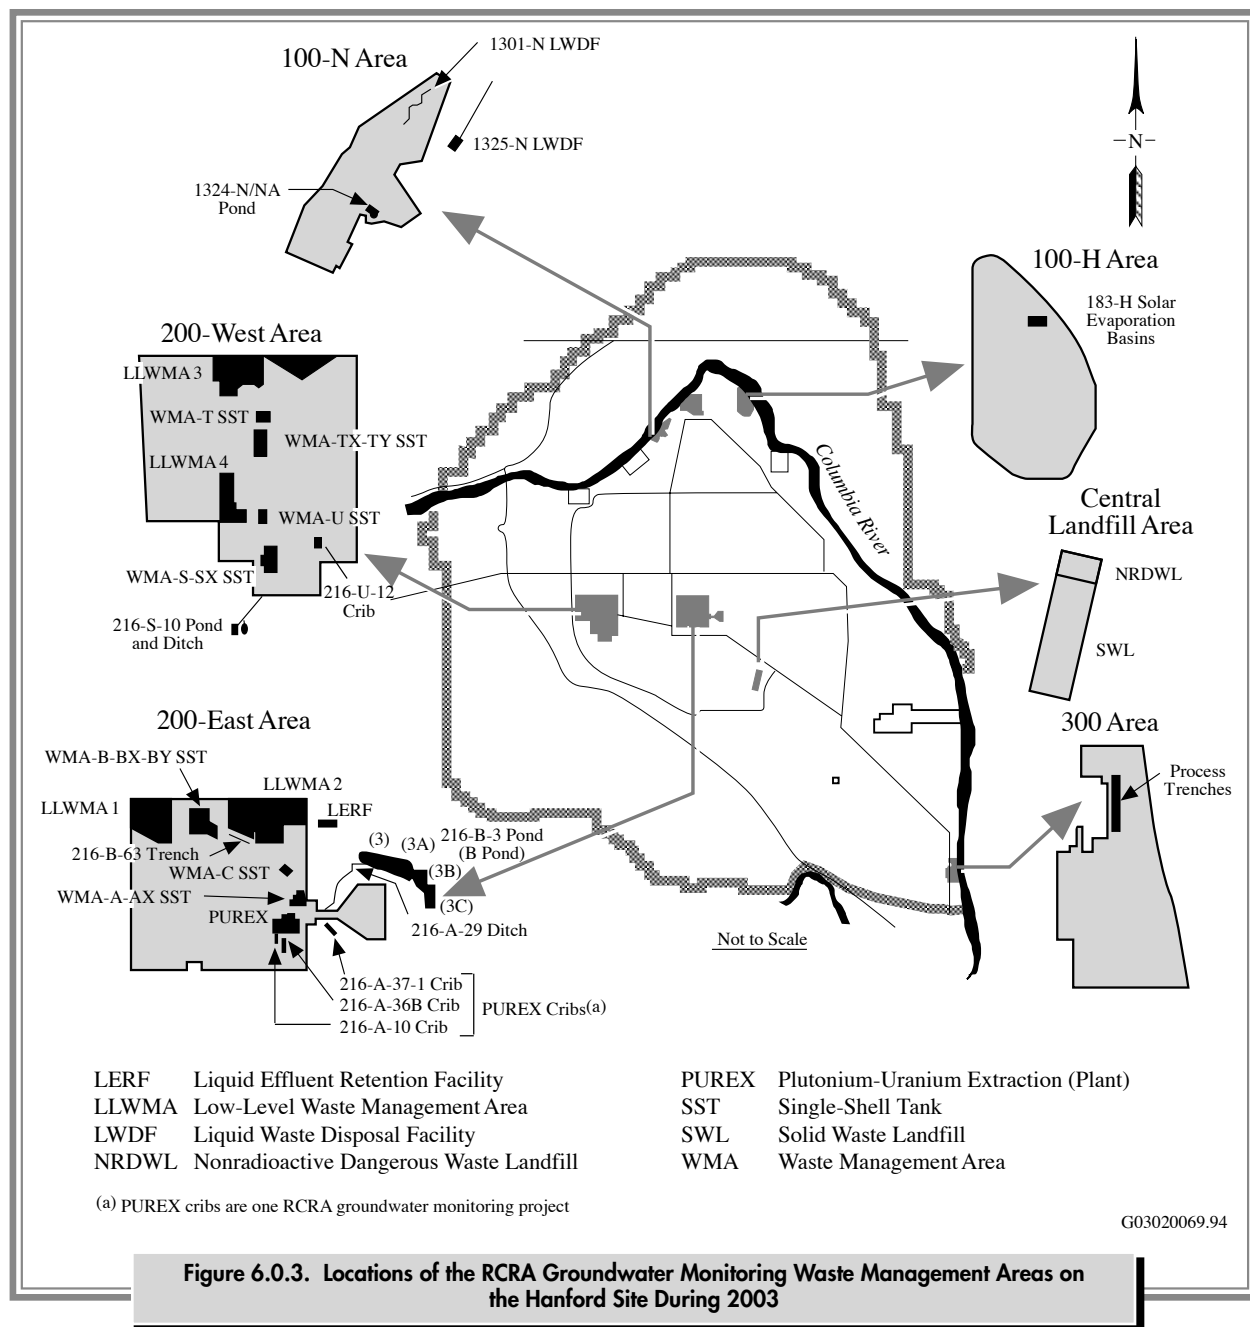 100-N Area
1301-N LWDF
1325-N LWDF
1324-N/NA
Pond
N
100-H Area
183-H Solar
Evaporation
Basins
200-West Area
LLWMA 3
WMA-T SST
WMA-TX-TY SST
LLWMA 4
WMA-U SST
WMA-S-SX SST
216-U-12
Crib
216-S-10 Pond
and Ditch
Columbia River
Central
Landfill Area
NRDWL
SWL
200-East Area
WMA-B-BX-BY SST
LLWMA 2
LLWMA 1
LERF
216-B-63 Trench
WMA-C SST
WMA-A-AX SST
PUREX
(3)
(3A)
(3B)
(3C)
216-B-3 Pond
(B Pond)
216-A-29 Ditch
216-A-37-1 Crib
216-A-36B Crib
216-A-10 Crib
PUREX Cribs(a)
300 Area
Process
Trenches
Not to Scale
LERF Liquid Effluent Retention Facility
LLWMA Low-Level Waste Management Area
LWDF Liquid Waste Disposal Facility
NRDWL Nonradioactive Dangerous Waste Landfill
PUREX Plutonium-Uranium Extraction (Plant)
SST Single-Shell Tank
SWL Solid Waste Landfill
WMA Waste Management Area
(a) PUREX cribs are one RCRA groundwater monitoring project
G03020069.94
Figure 6.0.3. Locations of the RCRA Groundwater Monitoring Waste Management Areas on
the Hanford Site During 2003